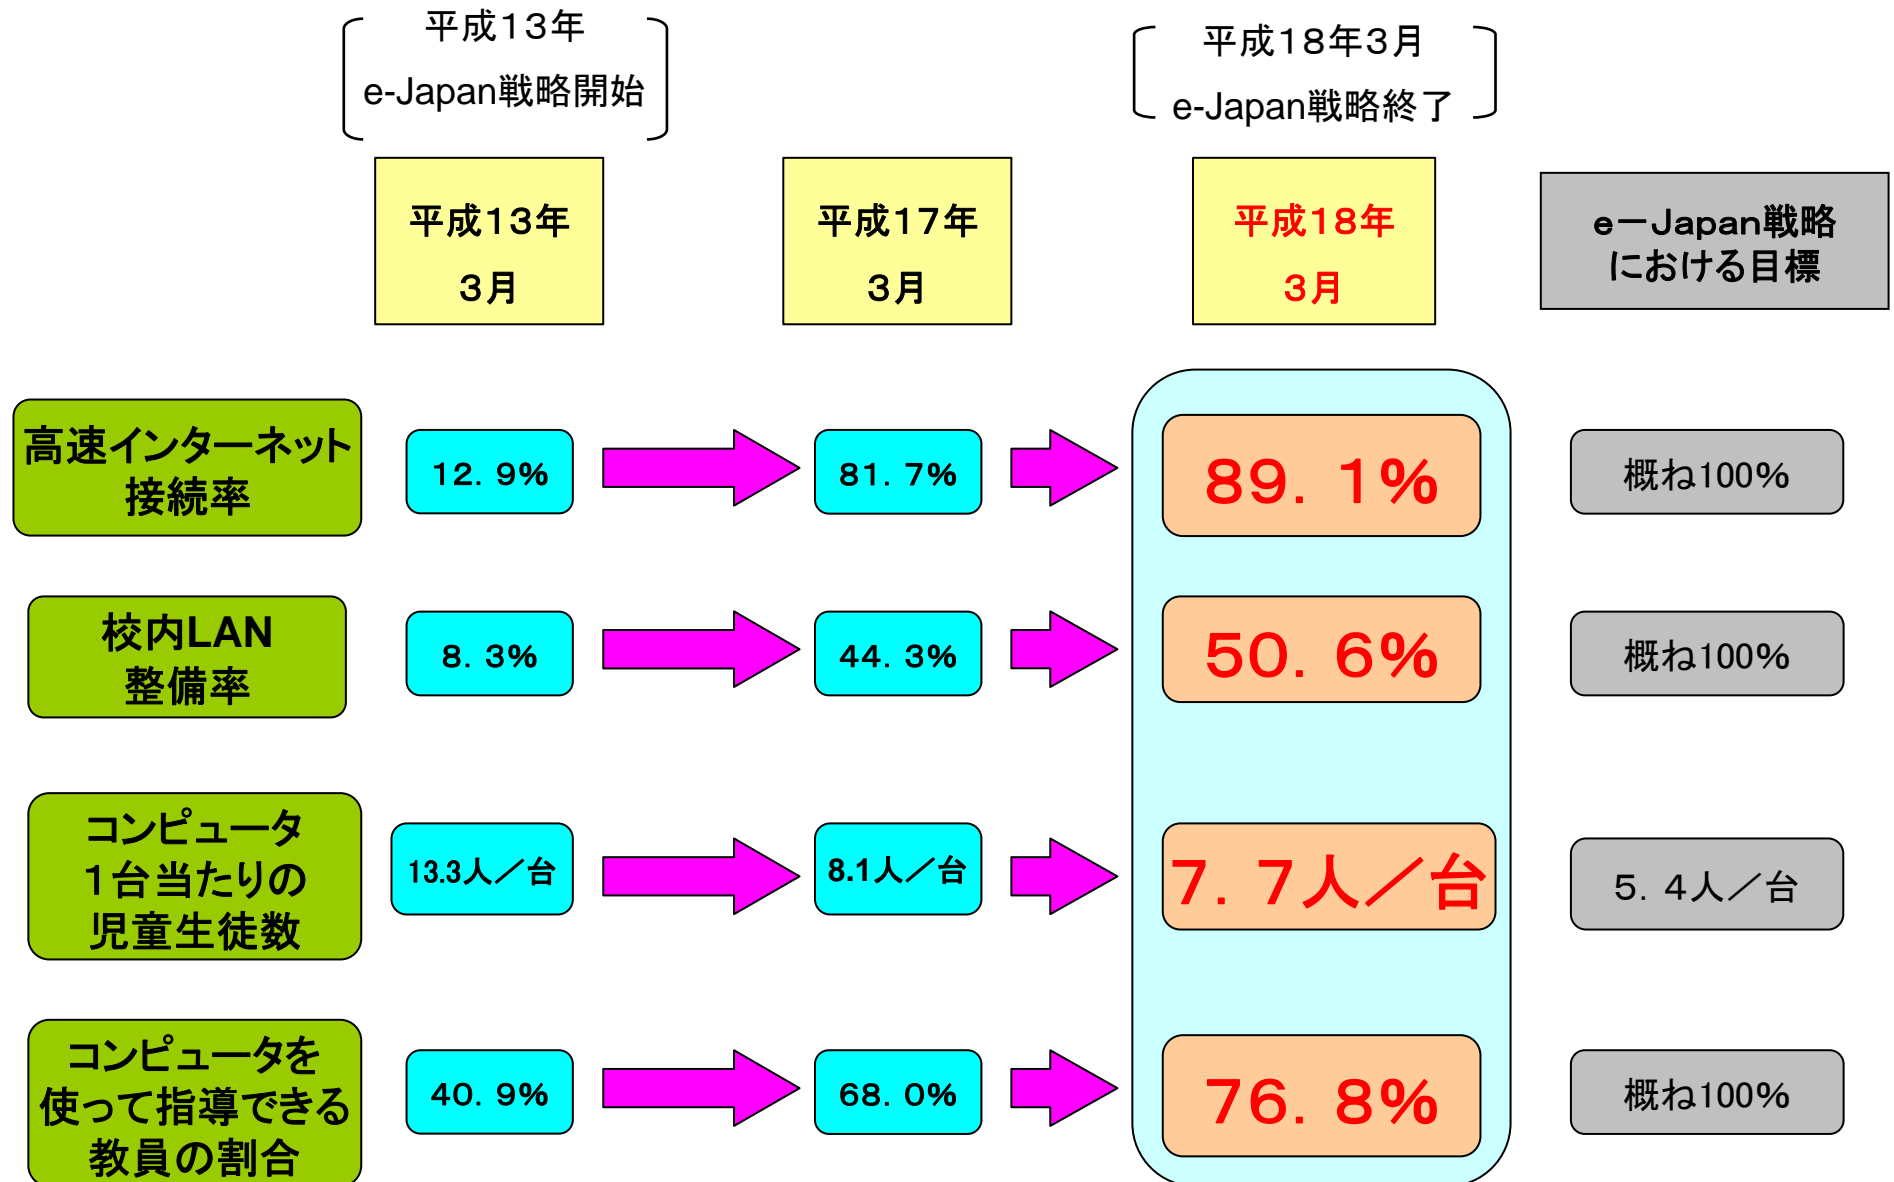 平成13年
e-Japan戦略開始
平成18年3月
e-Japan戦略終了
平成13年
3月
平成17年
3月
平成18年
3月
e－Japan戦略
における目標
高速インターネット
接続率
12．9％
81．7％
89．1％
概ね100％
校内LAN
整備率
8．3％
44．3％
50．6％
概ね100％
コンピュータ
1台当たりの
児童生徒数
13.3人／台
8.1人／台
7．7人／台
5．4人／台
コンピュータを
使って指導できる
教員の割合
40．9％
68．0％
76．8％
概ね100％